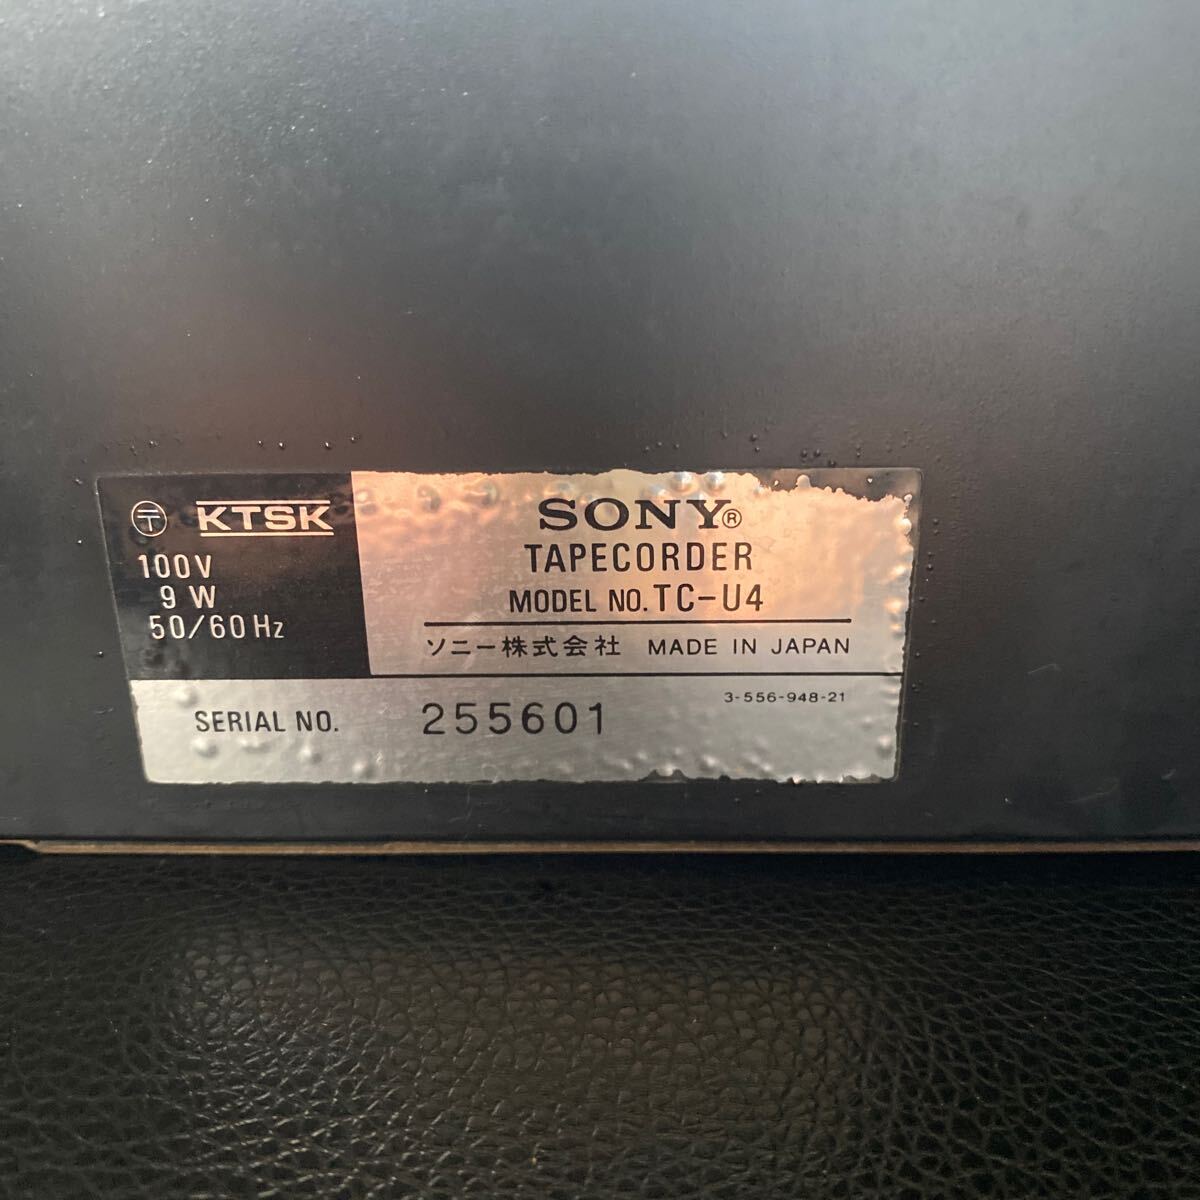 〒 KTSK
100V
9 W
50/60 Hz
SONY®
TAPECORDER
MODEL NO. TC-U4
ソニー株式会社 MADE IN JAPAN
3-556-948-21
SERIAL NO. 255601